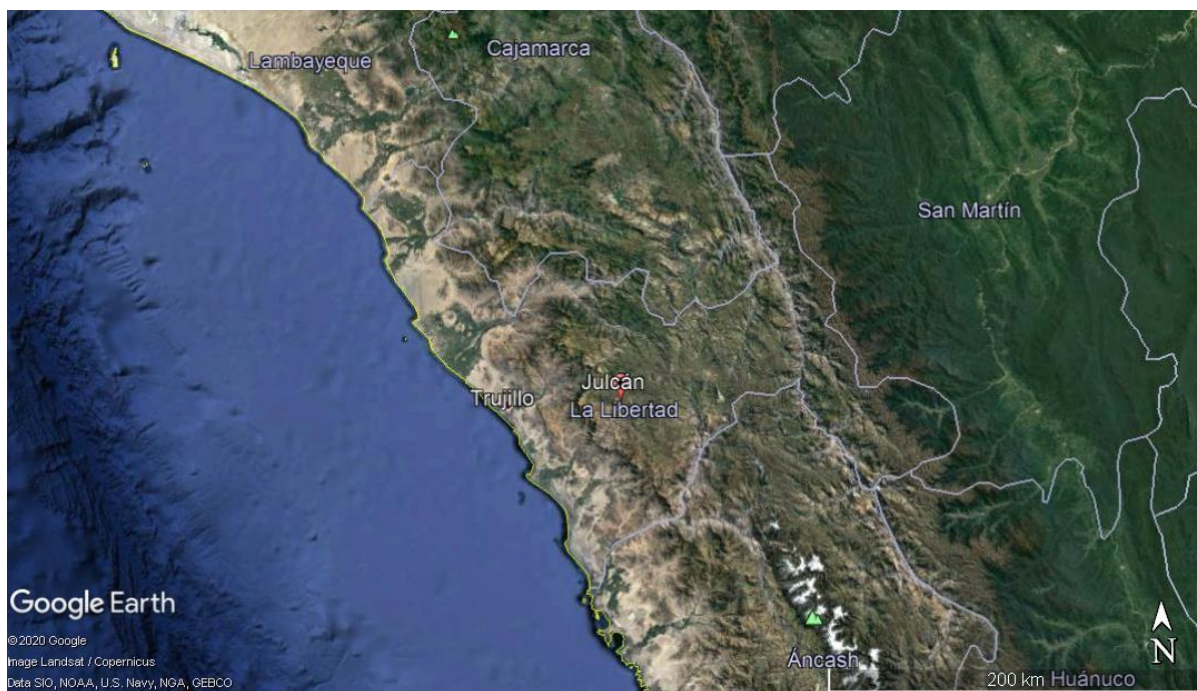 Lambayeque
Cajamarca
San Martín
Julcán
Trujillo
La Libertad
Google Earth
©2020 Google
Image Landsat / Copernicus
Data SIO, NOAA, U.S. Navy, NGA, GEBCO
Áncash
200 km
Huánuco
N